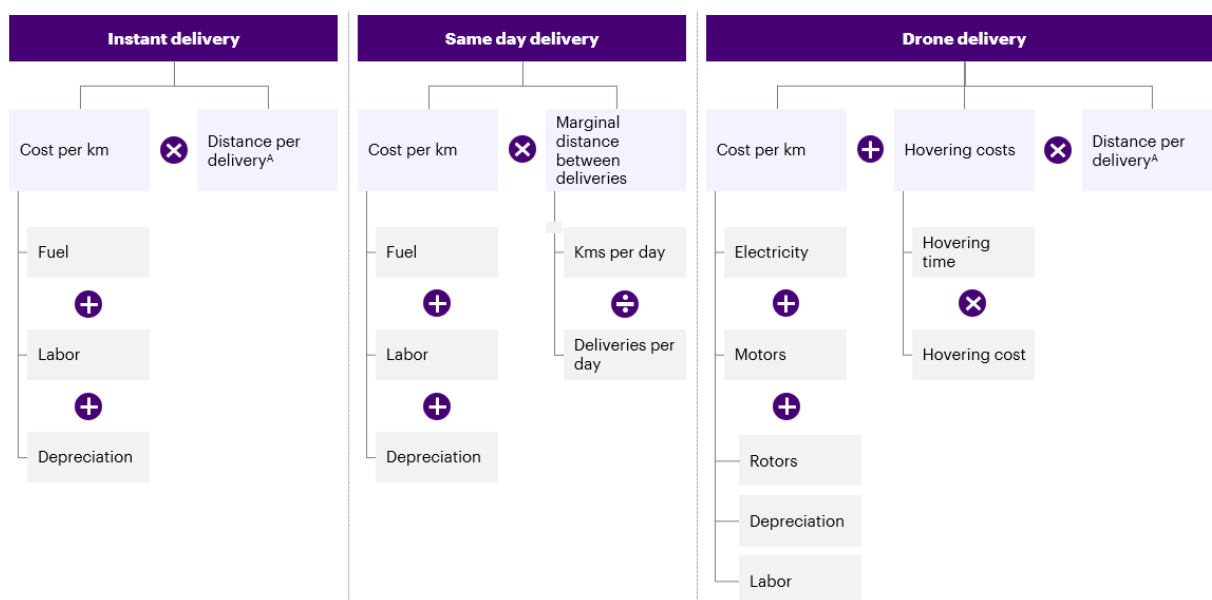 Instant delivery
Cost per km
Distance per
deliveryᴬ
Fuel
Labor
Depreciation
Same day delivery
Cost per km
Marginal
distance
between
deliveries
Fuel
Labor
Depreciation
Kms per day
Deliveries per
day
Drone delivery
Cost per km
Hovering costs
Distance per
deliveryᴬ
Electricity
Motors
Rotors
Depreciation
Labor
Hovering
time
Hovering cost